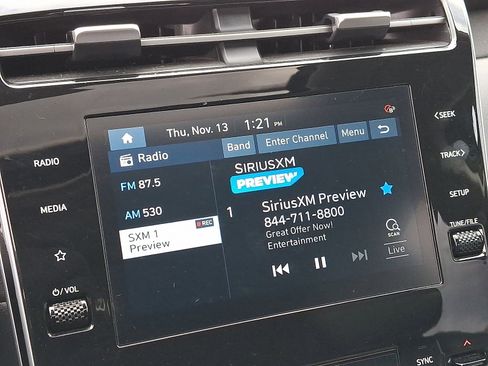 Thu, Nov. 13 1:21 PM
Radio
Band
Enter Channel
Menu
FM 87.5
AM 530
SXM 1
Preview
REC
SIRIUSXM
PREVIEW
1
SiriusXM Preview
844-711-8800
Great Offer Now!
Entertainment
SCAN
Live
RADIO
MEDIA
VOL
SEEK
TRACK
SETUP
TUNE/FILE
SYNC